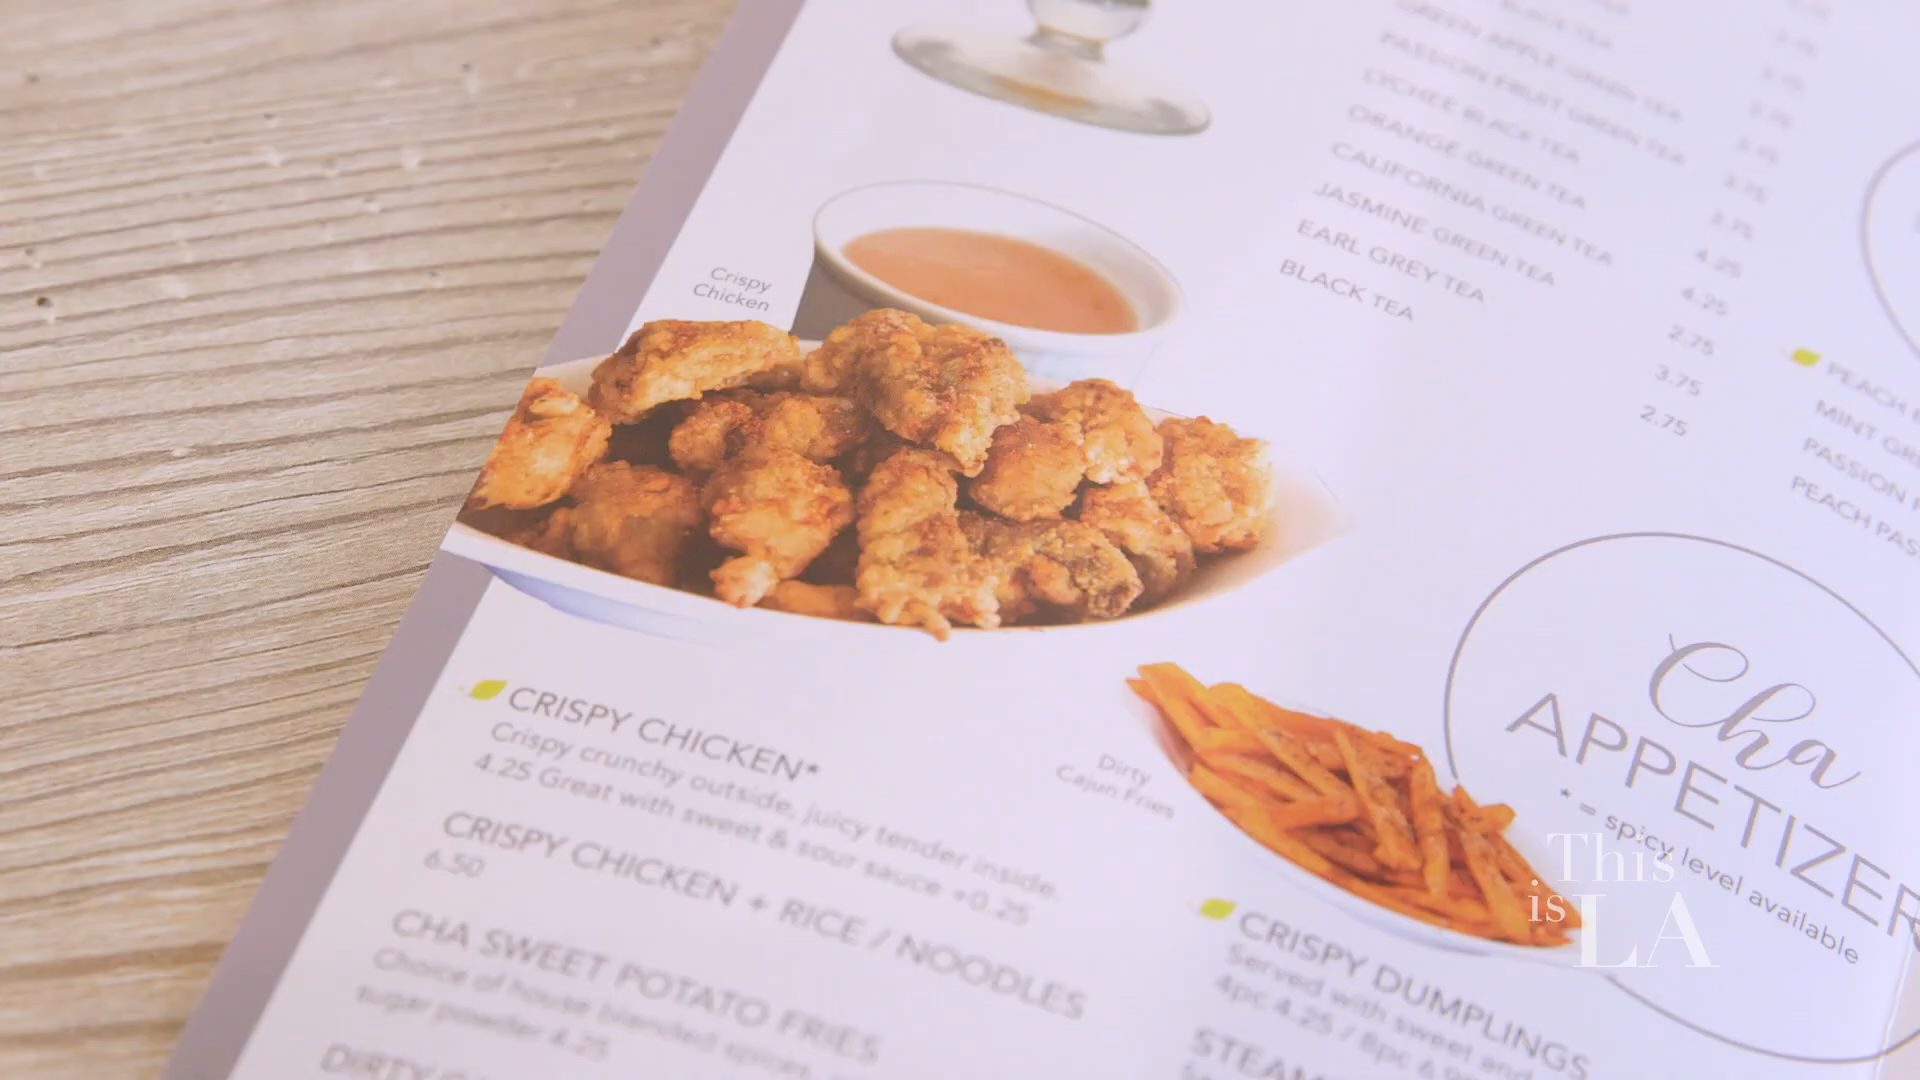 BLACK TEA
GREEN APPLE GREEN TEA
PASSION FRUIT GREEN TEA
LYCHEE BLACK TEA
ORANGE GREEN TEA
CALIFORNIA GREEN TEA
JASMINE GREEN TEA
EARL GREY TEA
BLACK TEA
3.75
3.75
4.25
4.25
2.75
3.75
2.75
PEACH
MINT
PASSION
PEACH
Crispy
Chicken
CRISPY CHICKEN*
Crispy crunchy outside, juicy tender inside.
4.25 Great with sweet & sour sauce +0.25
CRISPY CHICKEN + RICE / NOODLES
6.50
CHA SWEET POTATO FRIES
Choice of house blended spices,
sugar powder 4.25
DIRTY
Dirty
Cajun Fries
Cha
APPETIZERS
* = spicy level available
CRISPY DUMPLINGS
Served with sweet and
4pc 4.25 / 8pc
STEAM
This
is LA